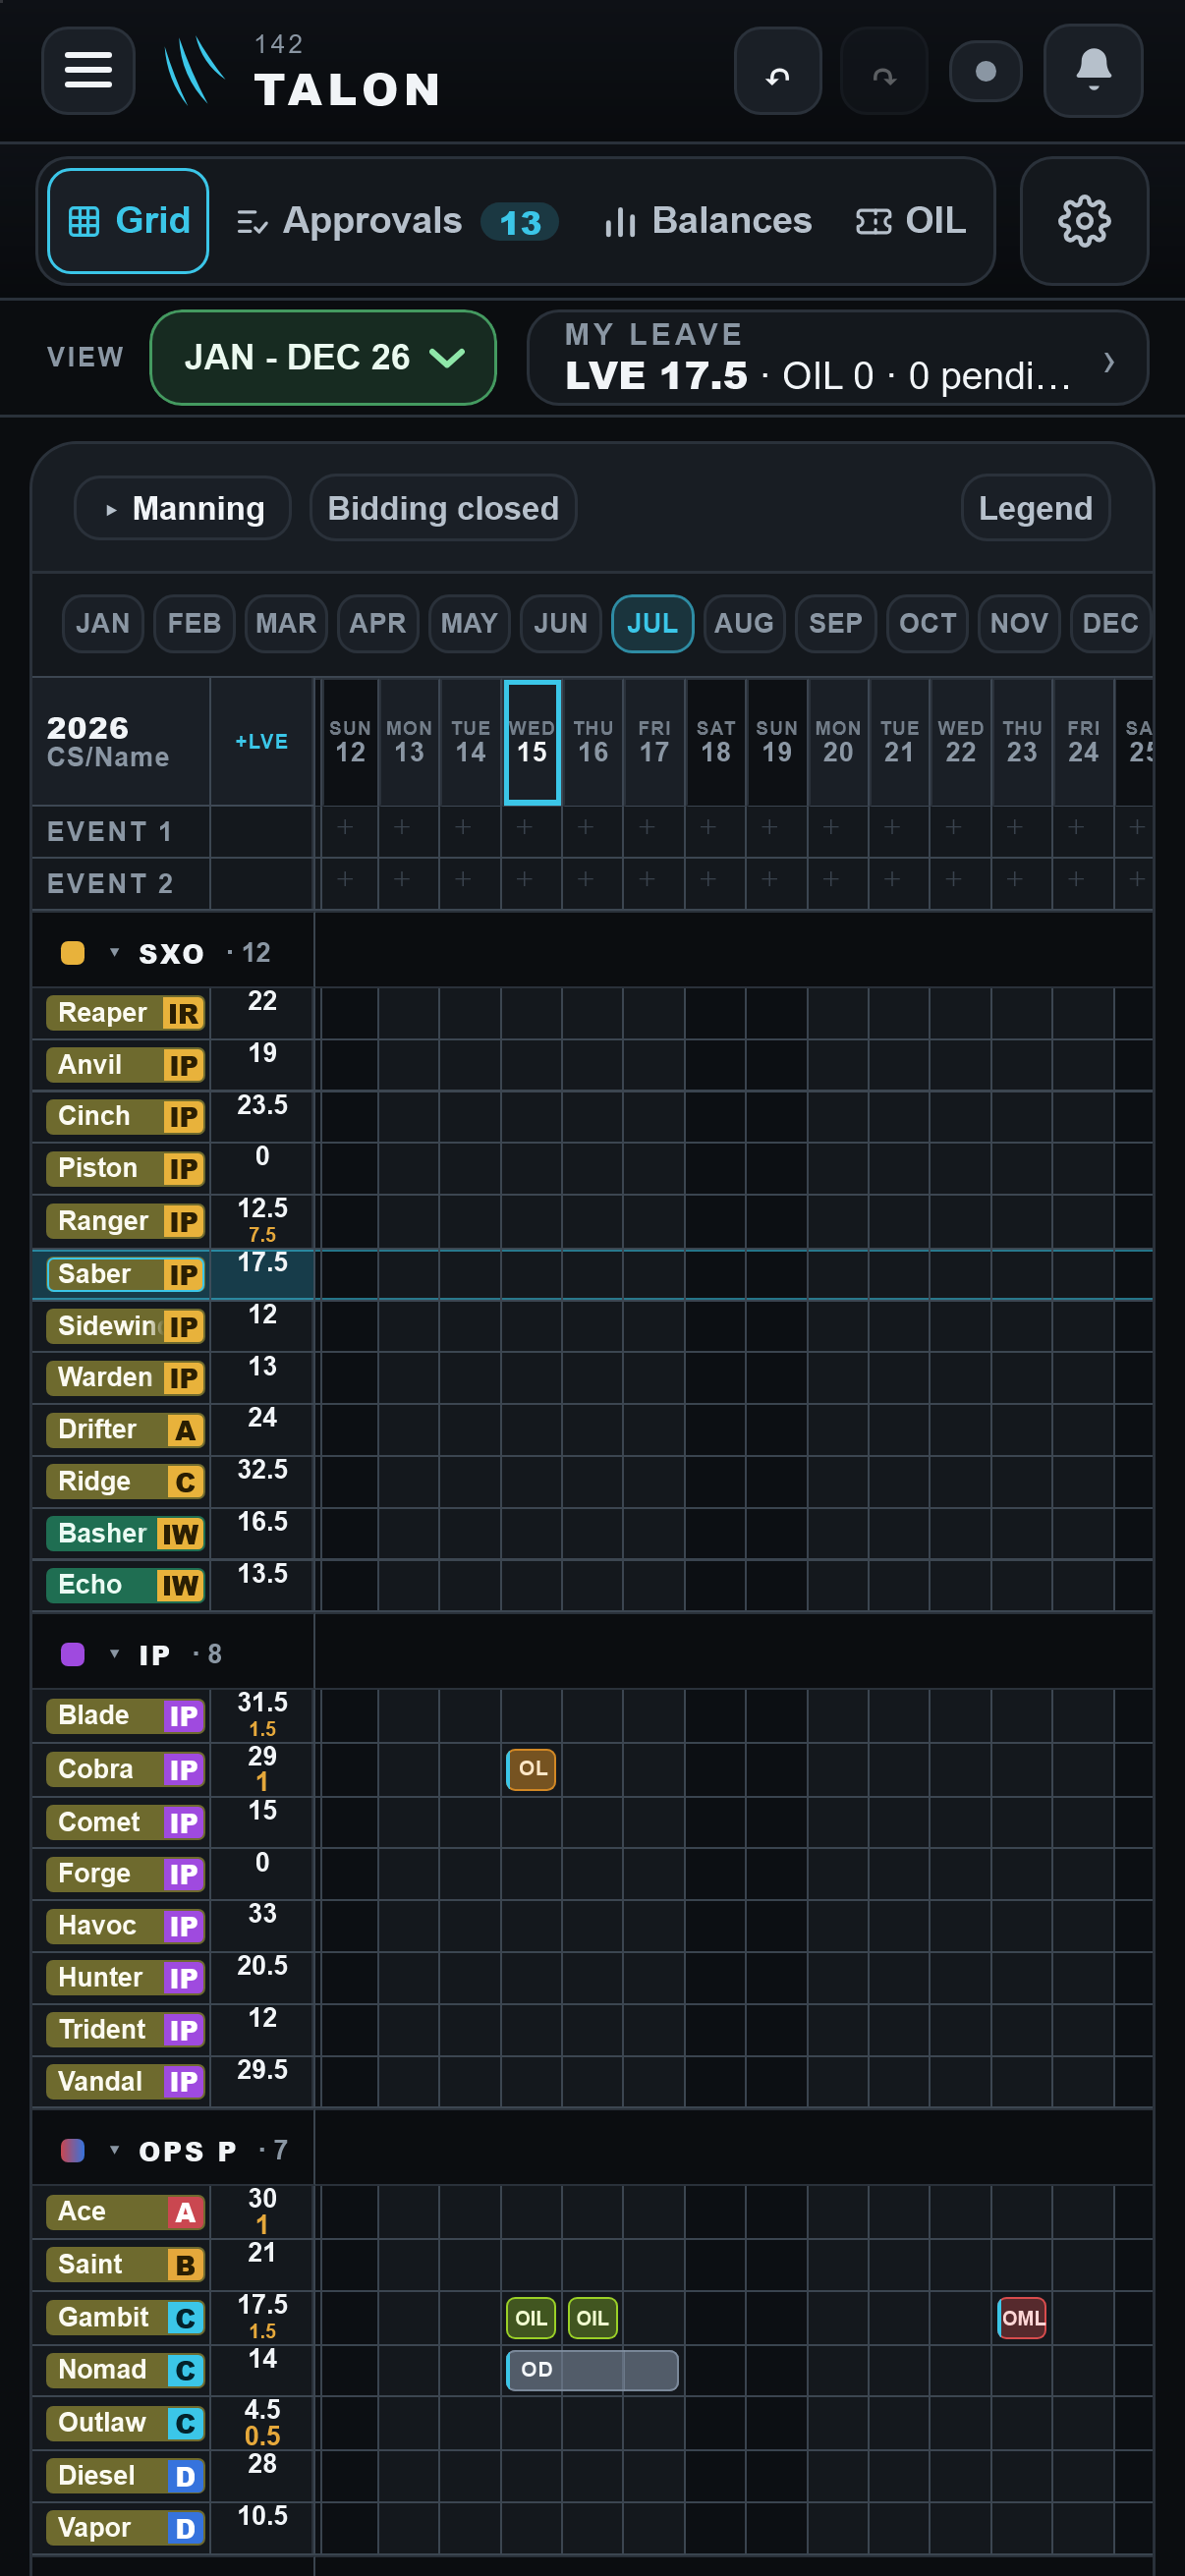 142
TALON
Grid Approvals 13 Balances OIL
VIEW JAN - DEC 26
MY LEAVE
LVE 17.5 · OIL 0 · 0 pendi…
Manning Bidding closed Legend
JAN FEB MAR APR MAY JUN JUL AUG SEP OCT NOV DEC
2026
CS/Name
+LVE
SUN 12 MON 13 TUE 14 WED 15 THU 16 FRI 17 SAT 18 SUN 19 MON 20 TUE 21 WED 22 THU 23 FRI 24 SA 25
EVENT 1 + + + + + + + + + + + + + +
EVENT 2 + + + + + + + + + + + + + +
SXO · 12
Reaper IR 22
Anvil IP 19
Cinch IP 23.5
Piston IP 0
Ranger IP 12.5 7.5
Saber IP 17.5
Sidewin IP 12
Warden IP 13
Drifter A 24
Ridge C 32.5
Basher IW 16.5
Echo IW 13.5
IP · 8
Blade IP 31.5 1.5
Cobra IP 29 1 OL
Comet IP 15
Forge IP 0
Havoc IP 33
Hunter IP 20.5
Trident IP 12
Vandal IP 29.5
OPS P · 7
Ace A 30 1
Saint B 21
Gambit C 17.5 1.5 OIL OIL OML
Nomad C 14 OD
Outlaw C 4.5 0.5
Diesel D 28
Vapor D 10.5